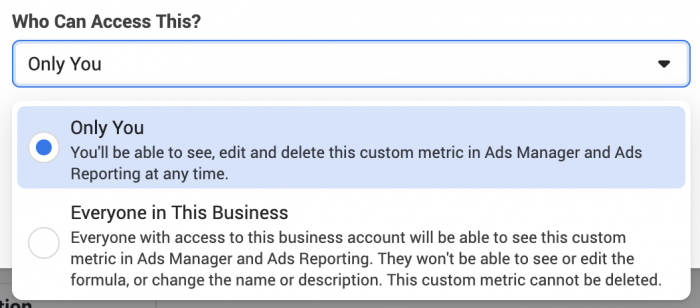 Who Can Access This?
Only You
Only You
You'll be able to see, edit and delete this custom metric in Ads Manager and Ads
Reporting at any time.
Everyone in This Business
Everyone with access to this business account will be able to see this custom
metric in Ads Manager and Ads Reporting. They won't be able to see or edit the
formula, or change the name or description. This custom metric cannot be deleted.